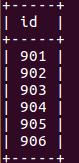 +-----+
| id  |
+-----+
| 901 |
| 902 |
| 903 |
| 904 |
| 905 |
| 906 |
+-----+